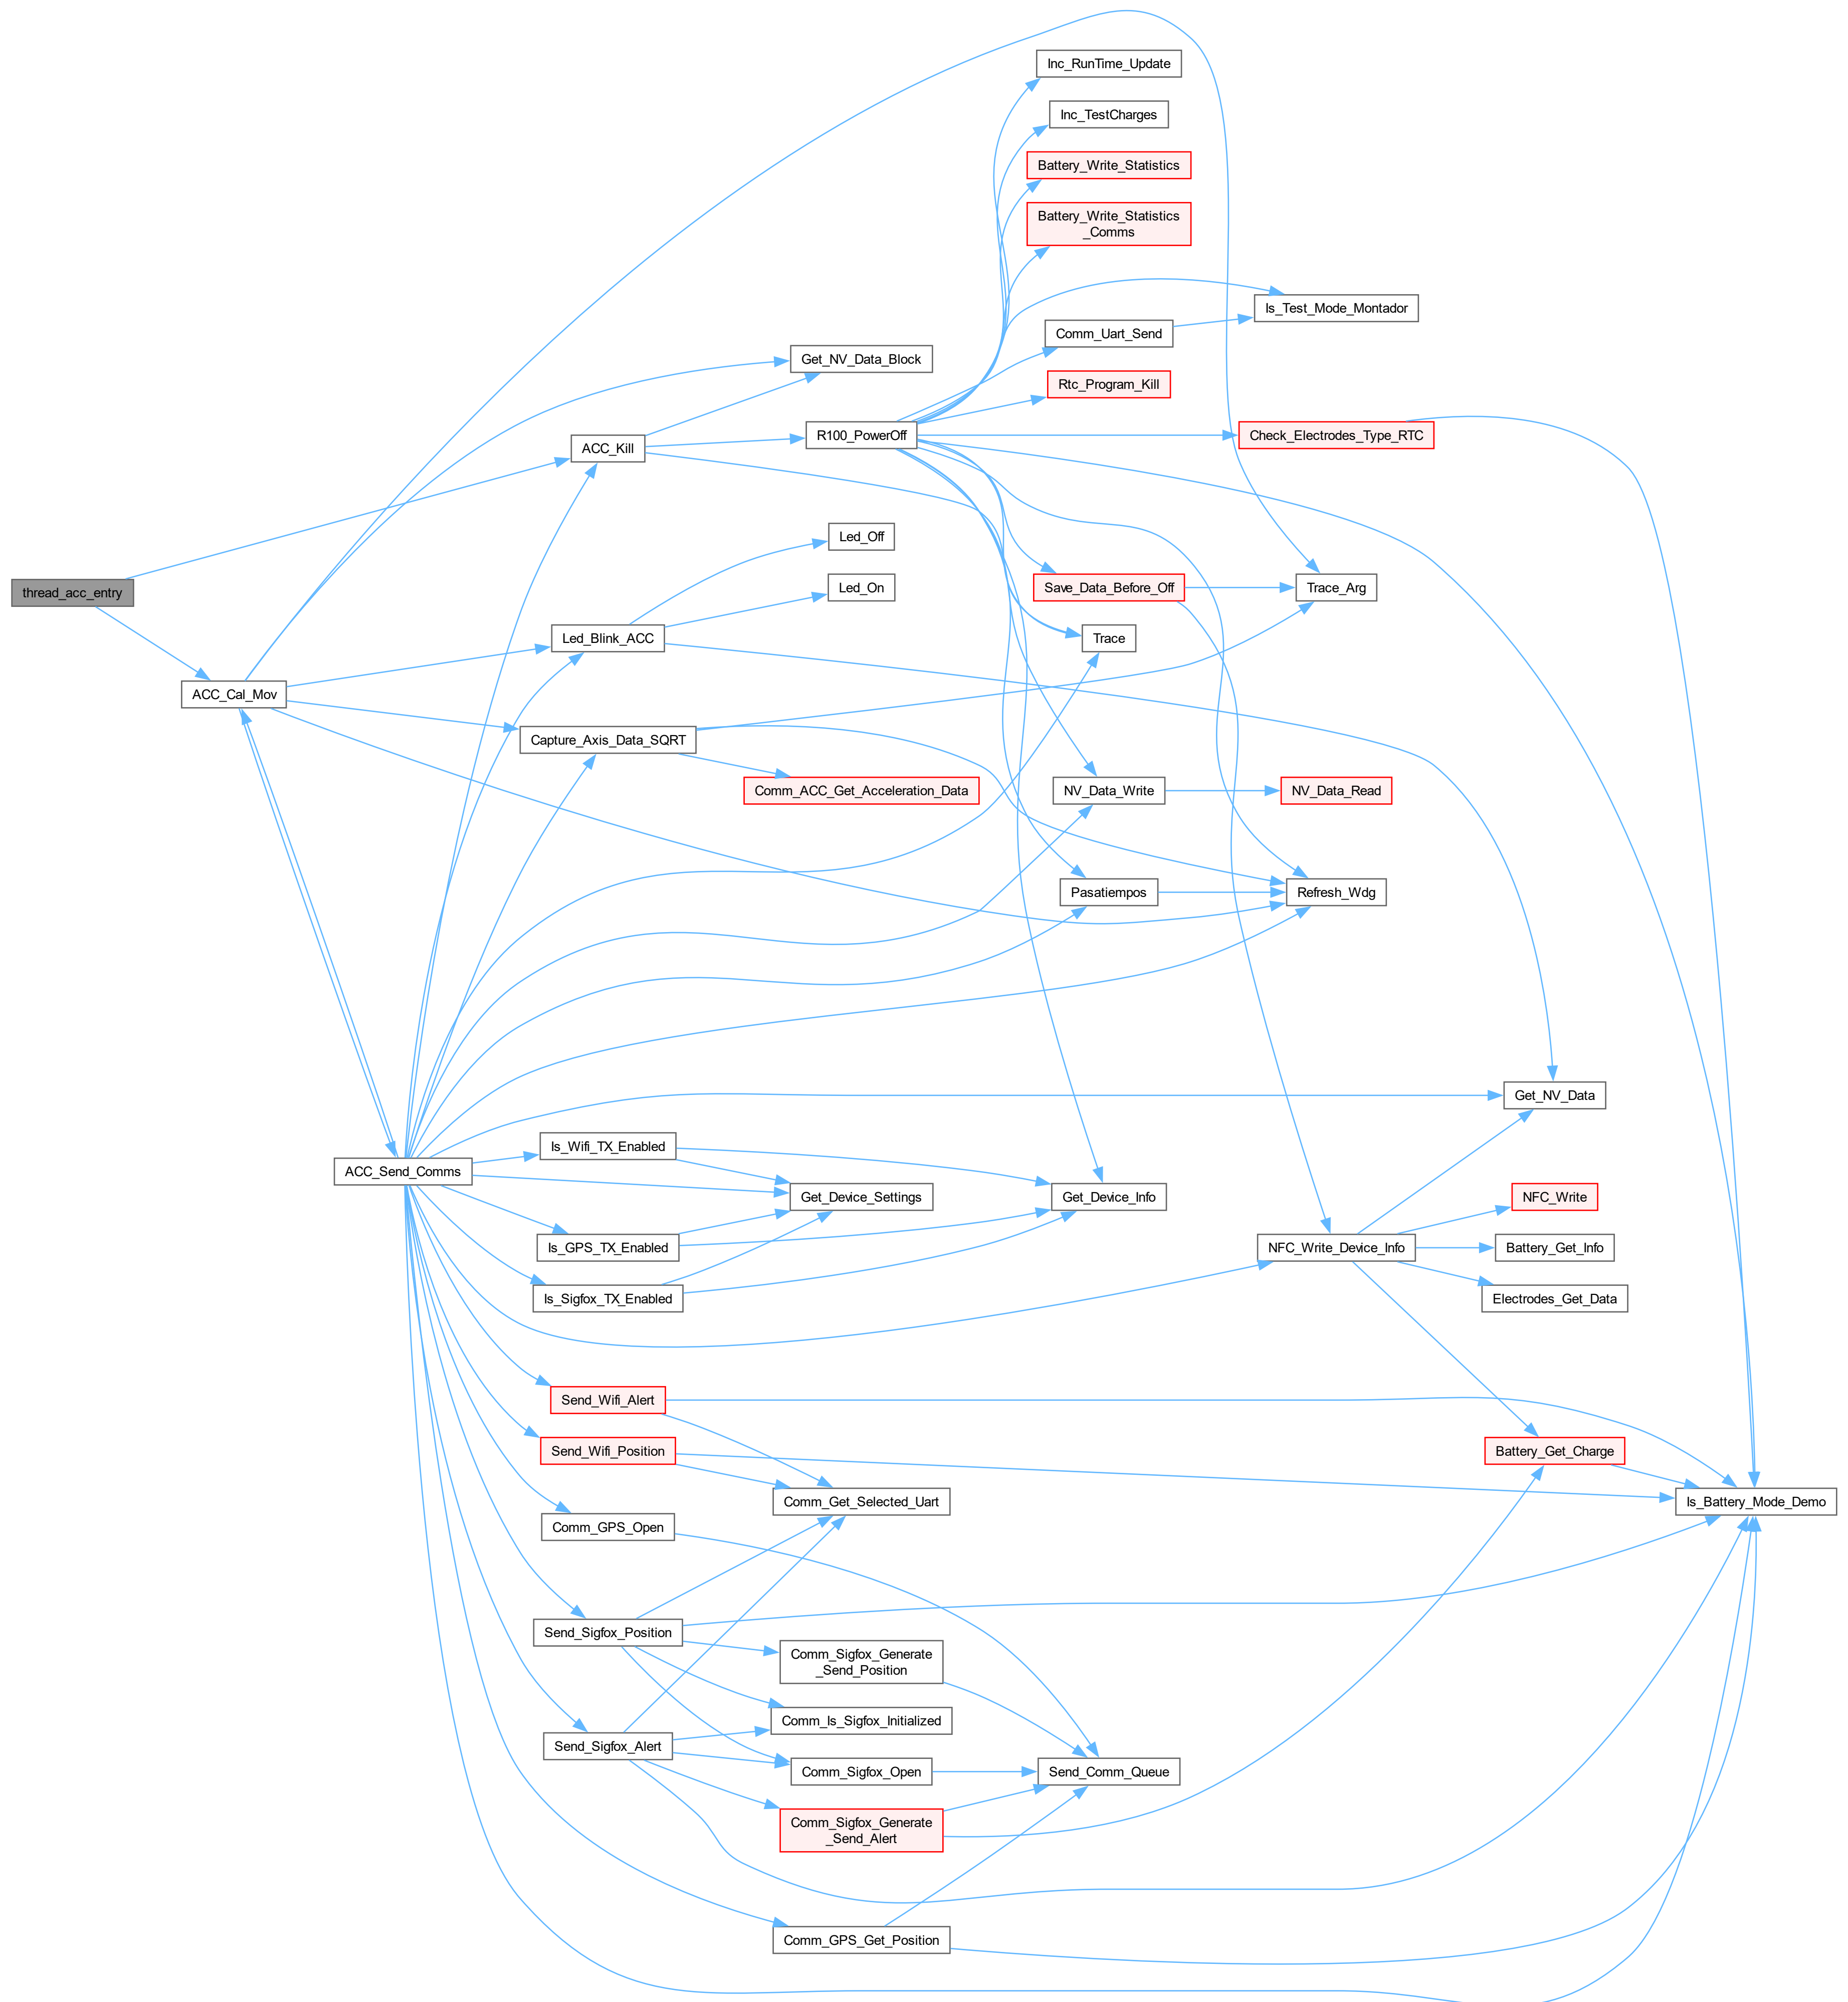 Inc_RunTime_Update
Inc_TestCharges
Battery_Write_Statistics
Battery_Write_Statistics
_Comms
Is_Test_Mode_Montador
Comm_Uart_Send
Get_NV_Data_Block
Rtc_Program_Kill
R100_PowerOff
Check_Electrodes_Type_RTC
ACC_Kill
Led_Off
Led_On
Save_Data_Before_Off
Trace_Arg
thread_acc_entry
Led_Blink_ACC
Trace
ACC_Cal_Mov
Capture_Axis_Data_SQRT
Comm_ACC_Get_Acceleration_Data
NV_Data_Write
NV_Data_Read
Pasatiempos
Refresh_Wdg
Get_NV_Data
Is_Wifi_TX_Enabled
ACC_Send_Comms
Get_Device_Settings
Get_Device_Info
NFC_Write
Is_GPS_TX_Enabled
NFC_Write_Device_Info
Battery_Get_Info
Is_Sigfox_TX_Enabled
Electrodes_Get_Data
Send_Wifi_Alert
Send_Wifi_Position
Battery_Get_Charge
Comm_Get_Selected_Uart
Is_Battery_Mode_Demo
Comm_GPS_Open
Send_Sigfox_Position
Comm_Sigfox_Generate
_Send_Position
Comm_Is_Sigfox_Initialized
Send_Sigfox_Alert
Comm_Sigfox_Open
Send_Comm_Queue
Comm_Sigfox_Generate
_Send_Alert
Comm_GPS_Get_Position